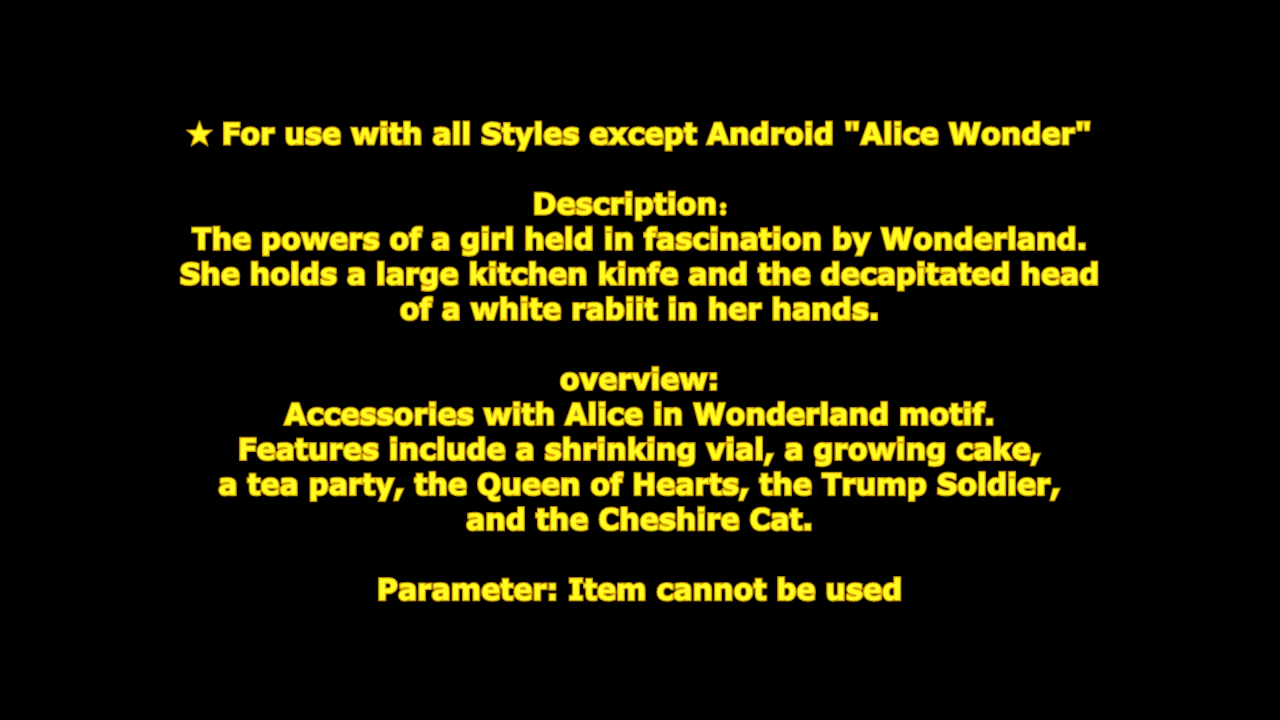 ★ For use with all Styles except Android "Alice Wonder"
Description：
The powers of a girl held in fascination by Wonderland.
She holds a large kitchen kinfe and the decapitated head
of a white rabiit in her hands.
overview:
Accessories with Alice in Wonderland motif.
Features include a shrinking vial, a growing cake,
a tea party, the Queen of Hearts, the Trump Soldier,
and the Cheshire Cat.
Parameter: Item cannot be used